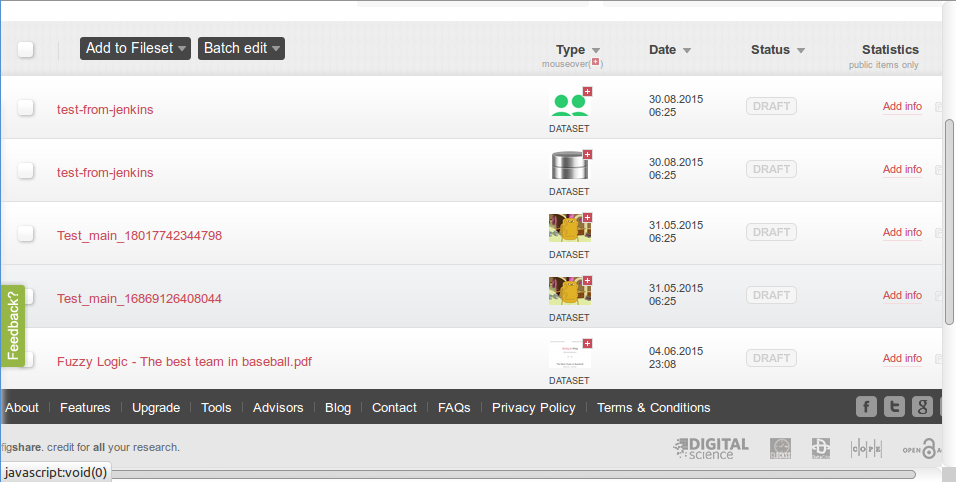 Add to Fileset Batch edit Type Date Status Statistics
mouseover( ) public items only
test-from-jenkins 30.08.2015 06:25 DRAFT Add info
DATASET
test-from-jenkins 30.08.2015 06:25 DRAFT Add info
DATASET
Test_main_18017742344798 31.05.2015 06:25 DRAFT Add info
DATASET
Test_main_16869126408044 31.05.2015 06:25 DRAFT Add info
DATASET
Feedback?
Fuzzy Logic - The best team in baseball.pdf 04.06.2015 23:08 DRAFT Add info
DATASET
About Features Upgrade Tools Advisors Blog Contact FAQs Privacy Policy Terms & Conditions
figshare. credit for all your research.
DIGITAL science
COPE
OPEN A
javascript:void(0)